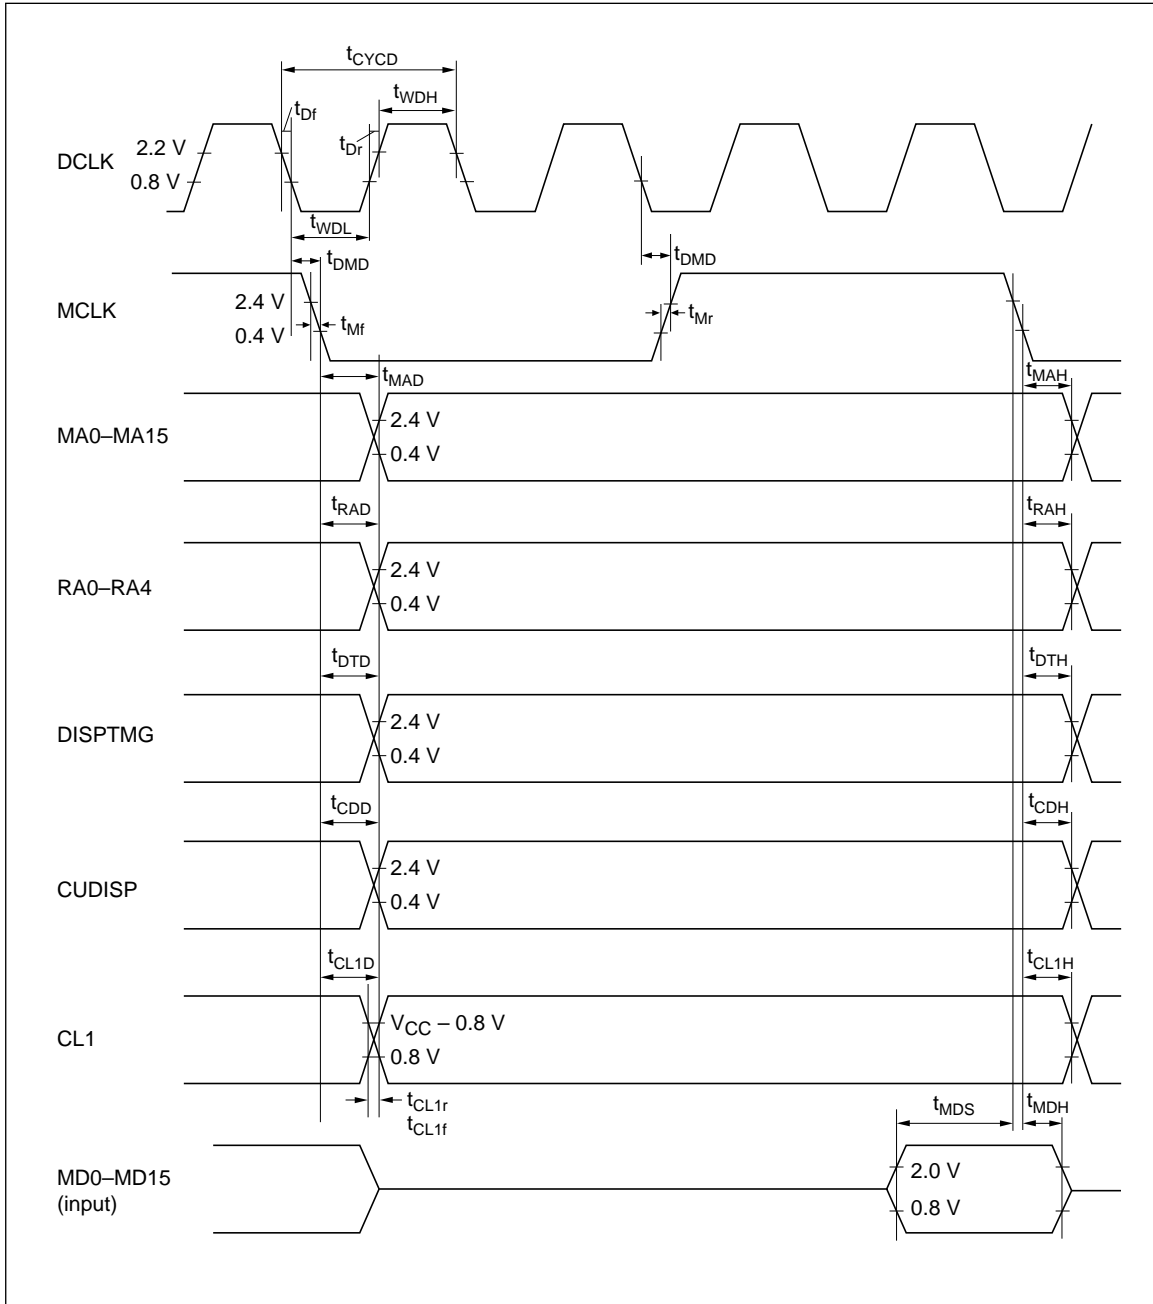 tCYCD
tWDH
tDf
tDr
DCLK
2.2 V
0.8 V
tWDL
tDMD
tDMD
MCLK
2.4 V
0.4 V
tMf
tMr
tMAD
tMAH
MA0–MA15
2.4 V
0.4 V
tRAD
tRAH
RA0–RA4
2.4 V
0.4 V
tDTD
tDTH
DISPTMG
2.4 V
0.4 V
tCDD
tCDH
CUDISP
2.4 V
0.4 V
tCL1D
tCL1H
CL1
VCC – 0.8 V
0.8 V
tCL1r
tCL1f
tMDS
tMDH
MD0–MD15
(input)
2.0 V
0.8 V